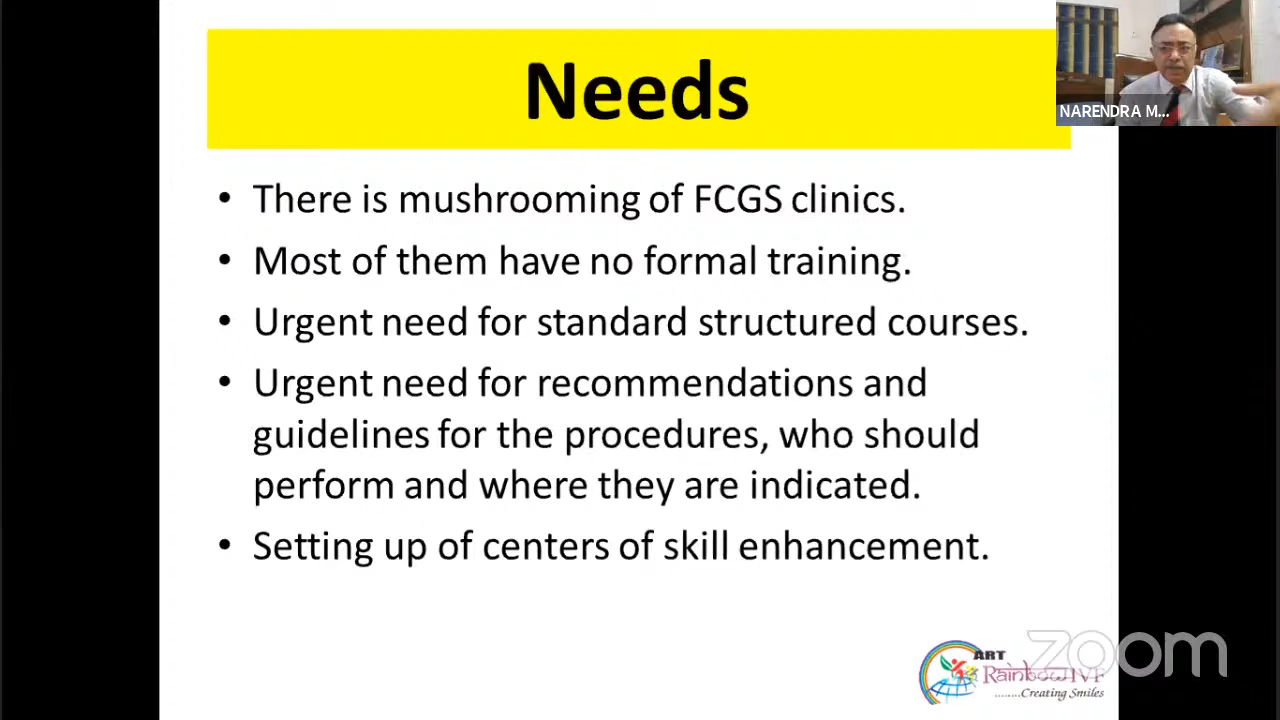 Needs
NARENDRA M...
• There is mushrooming of FCGS clinics.
• Most of them have no formal training.
• Urgent need for standard structured courses.
• Urgent need for recommendations and
guidelines for the procedures, who should
perform and where they are indicated.
• Setting up of centers of skill enhancement.
zoom
ART
Rainbow IVF
.......Creating Smiles